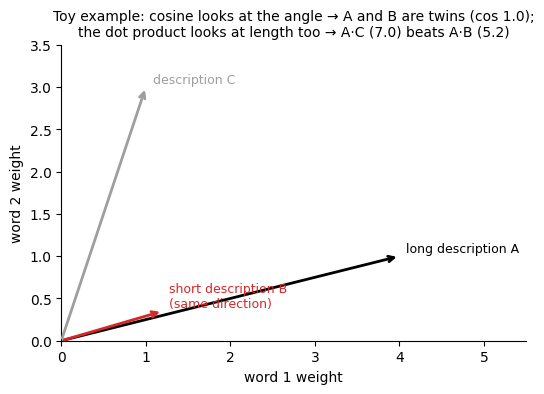 Toy example: cosine looks at the angle → A and B are twins (cos 1.0);
the dot product looks at length too → A·C (7.0) beats A·B (5.2)
3.5
3.0
2.5
2.0
1.5
1.0
0.5
0.0
word 2 weight
description C
long description A
short description B
(same direction)
0
1
2
3
4
5
word 1 weight